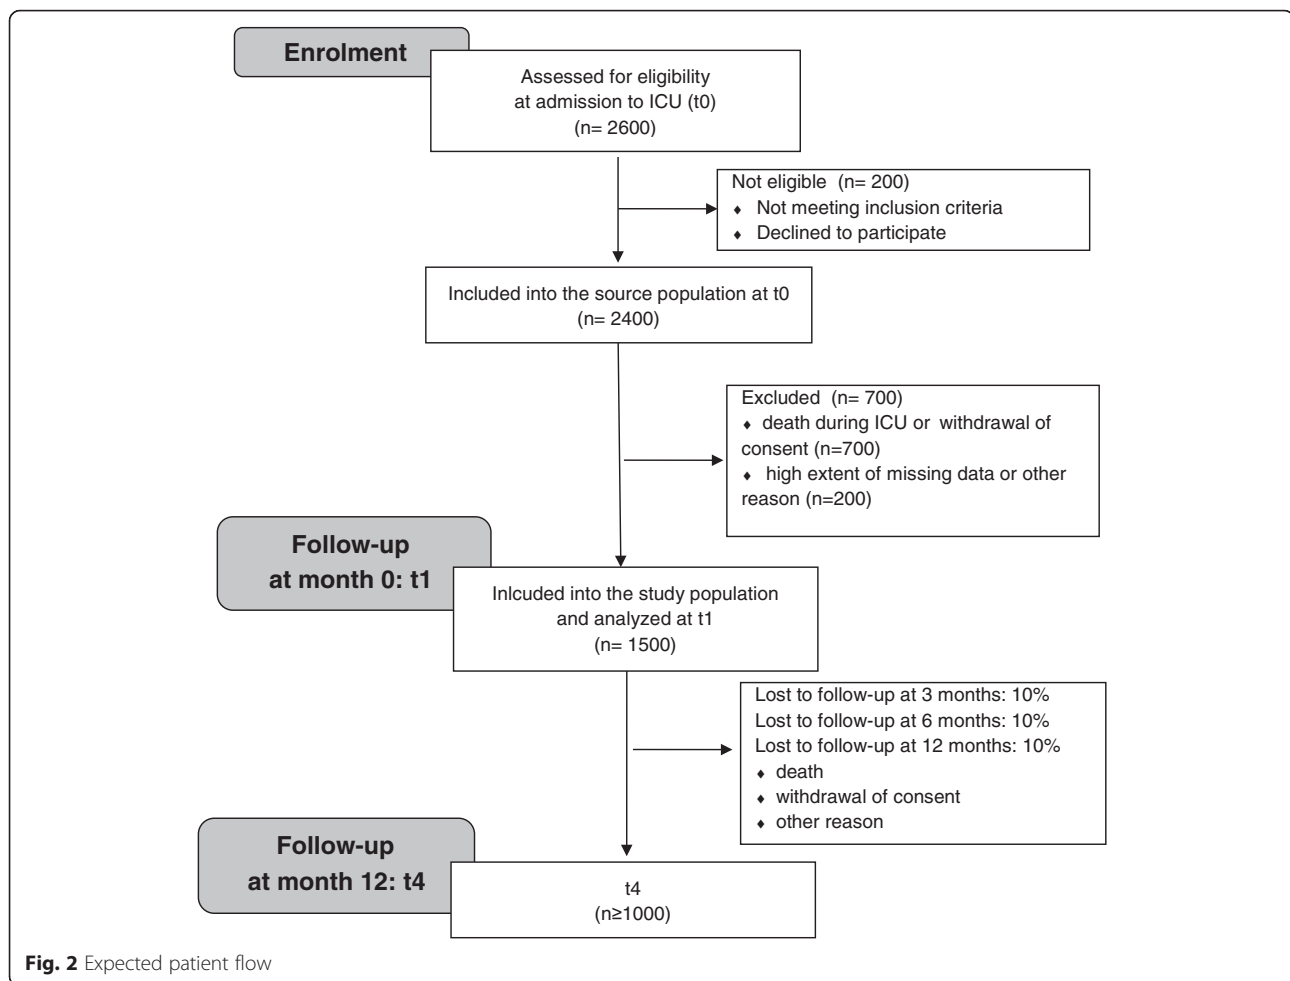 Enrolment
Assessed for eligibility
at admission to ICU (t0)
(n= 2600)
Not eligible (n= 200)
♦ Not meeting inclusion criteria
♦ Declined to participate
Included into the source population at t0
(n= 2400)
Excluded (n= 700)
♦ death during ICU or withdrawal of
consent (n=700)
♦ high extent of missing data or other
reason (n=200)
Follow-up
at month 0: t1
Inlcuded into the study population
and analyzed at t1
(n= 1500)
Lost to follow-up at 3 months: 10%
Lost to follow-up at 6 months: 10%
Lost to follow-up at 12 months: 10%
♦ death
♦ withdrawal of consent
♦ other reason
Follow-up
at month 12: t4
t4
(n≥1000)
Fig. 2 Expected patient flow